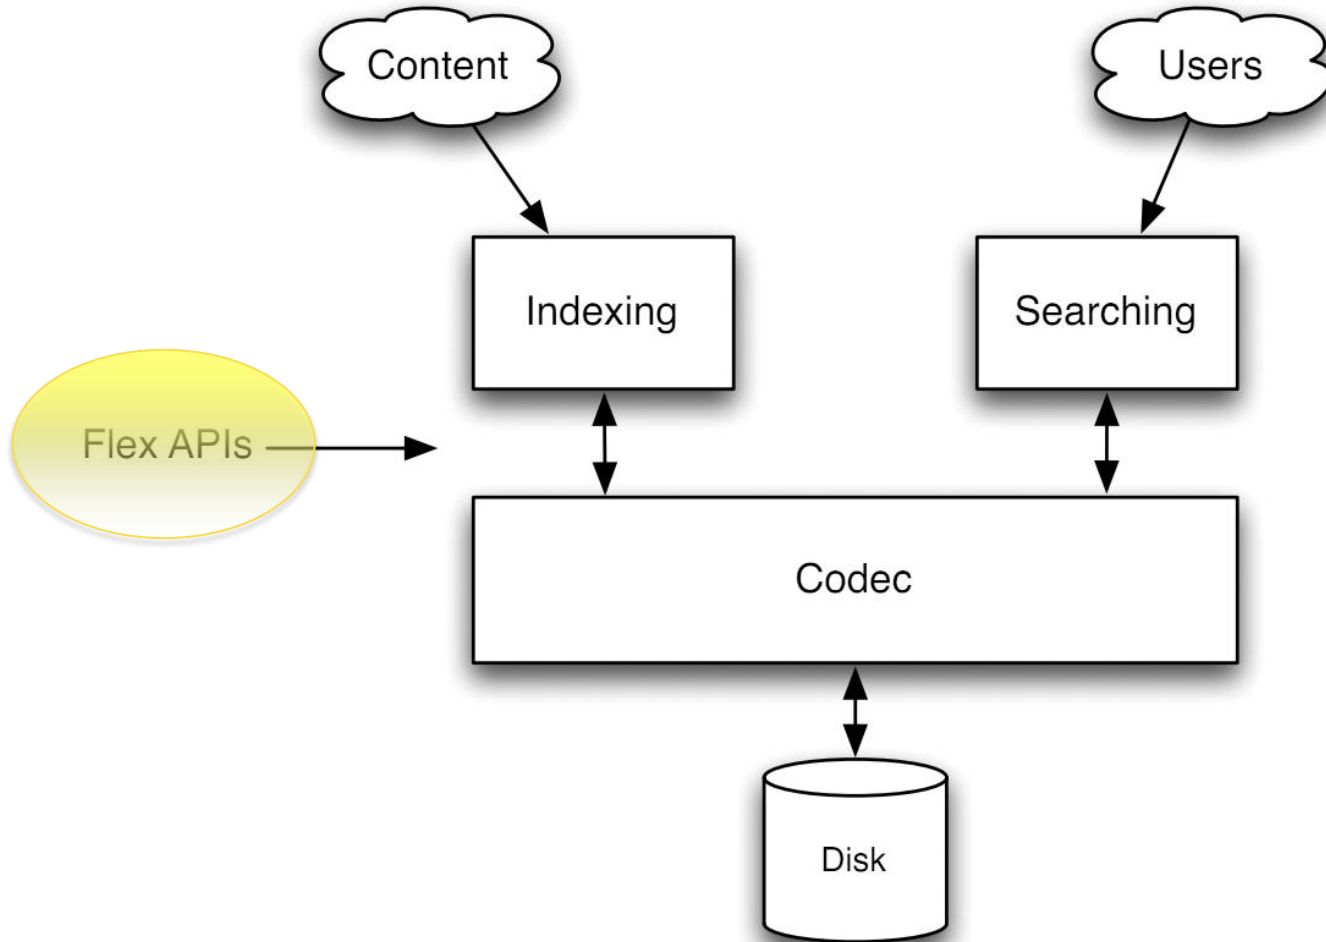 Content
Users
Indexing
Searching
Flex APIs
Codec
Disk